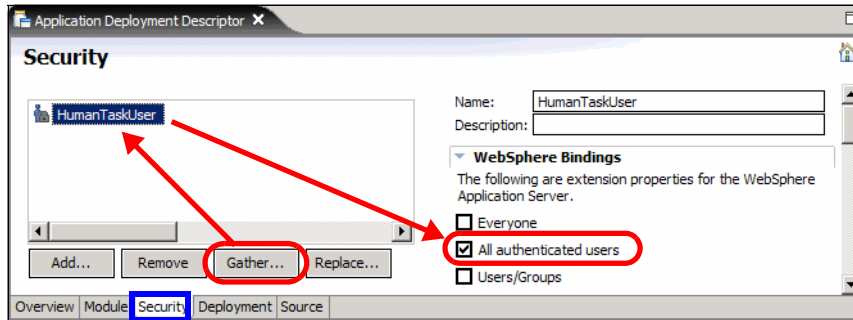 Application Deployment Descriptor
Security
HumanTaskUser
Add... Remove Gather... Replace...
Name: HumanTaskUser
Description:
WebSphere Bindings
The following are extension properties for the WebSphere
Application Server.
Everyone
All authenticated users
Users/Groups
Overview Module Security Deployment Source